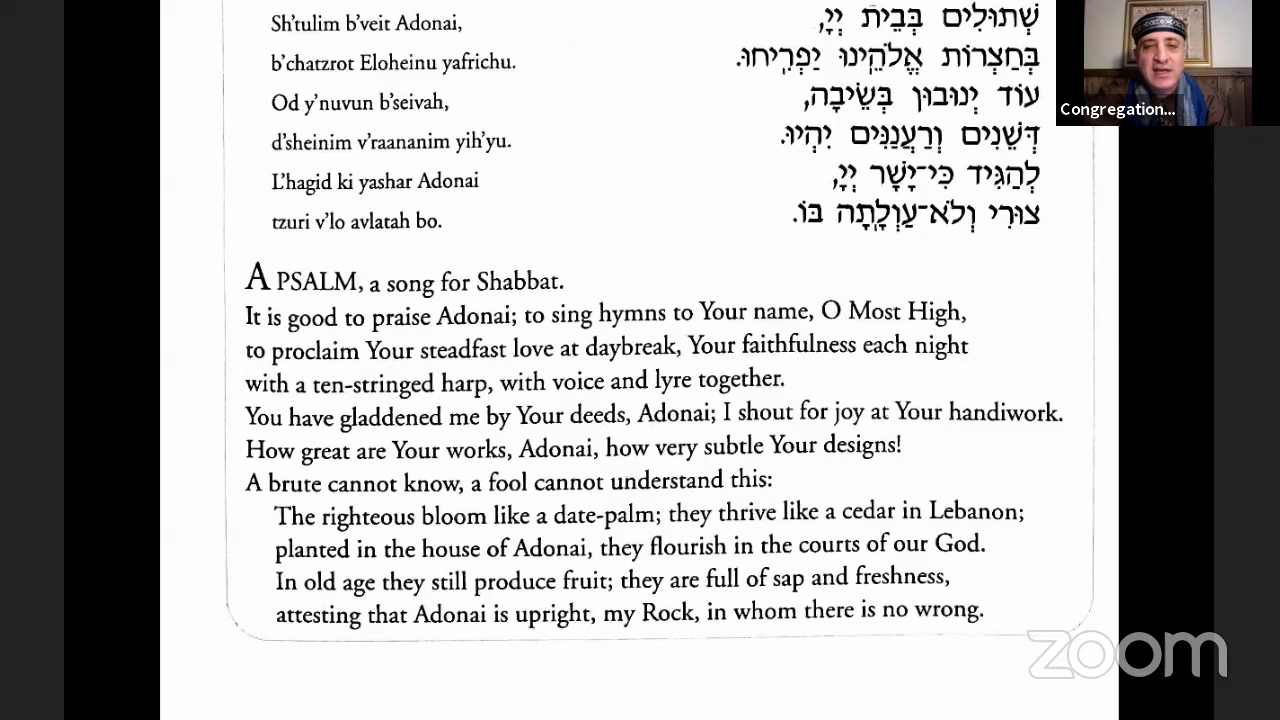 Sh'tulim b'veit Adonai,
b'chatzrot Eloheinu yafrichu.
Od y'nuvun b'seivah,
d'sheinim v'raananim yih'yu.
L'hagid ki yashar Adonai
tzuri v'lo avlatah bo.
שְׁתוּלִים בְּבֵית יְיָ,
בְּחַצְרוֹת אֱלֹהֵֽינוּ יַפְרִֽיחוּ.
עוֹד יְנוּבוּן בְּשֵׂיבָה,
דְּשֵׁנִים וְרַעֲנַנִּים יִהְיוּ.
לְהַגִּיד כִּי־יָשָׁר יְיָ,
צוּרִי וְלֹא־עַוְלָֽתָה בּוֹ.
A PSALM, a song for Shabbat.
It is good to praise Adonai; to sing hymns to Your name, O Most High,
to proclaim Your steadfast love at daybreak, Your faithfulness each night
with a ten-stringed harp, with voice and lyre together.
You have gladdened me by Your deeds, Adonai; I shout for joy at Your handiwork.
How great are Your works, Adonai, how very subtle Your designs!
A brute cannot know, a fool cannot understand this:
The righteous bloom like a date-palm; they thrive like a cedar in Lebanon;
planted in the house of Adonai, they flourish in the courts of our God.
In old age they still produce fruit; they are full of sap and freshness,
attesting that Adonai is upright, my Rock, in whom there is no wrong.
Congregation...
zoom